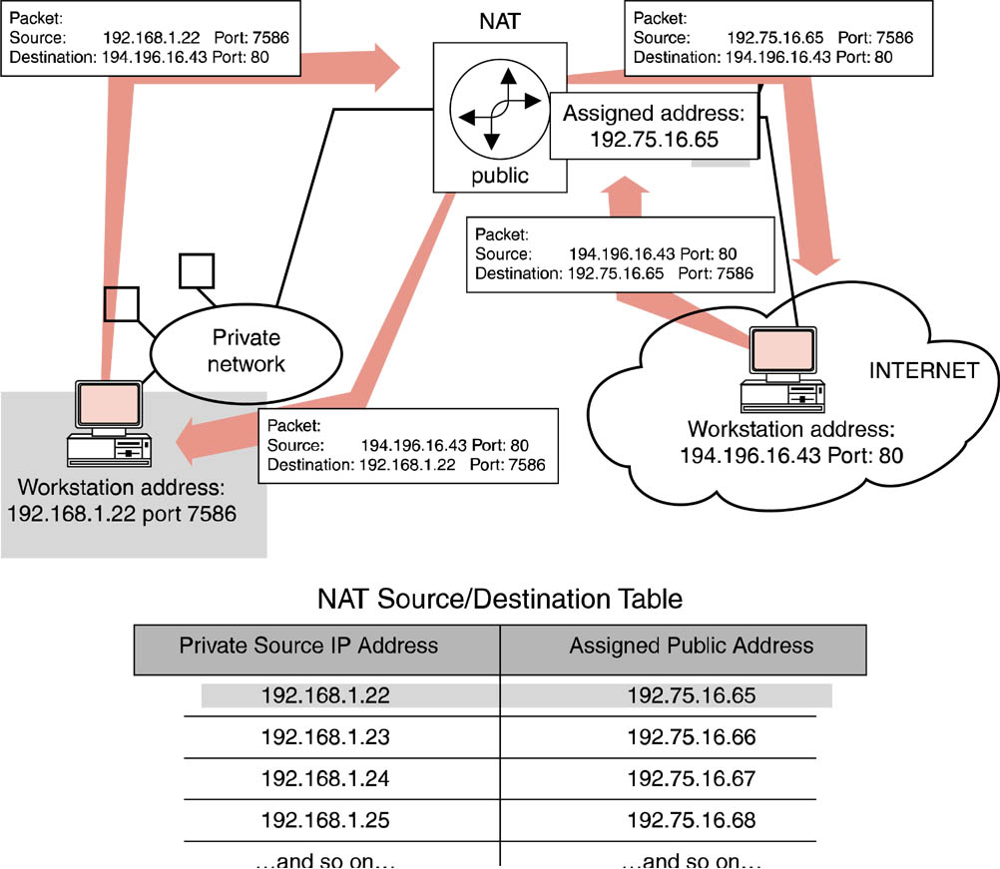 Packet:
Source: 192.168.1.22 Port: 7586
Destination: 194.196.16.43 Port: 80
NAT
public
Packet:
Source: 192.75.16.65 Port: 7586
Destination: 194.196.16.43 Port: 80
Assigned address:
192.75.16.65
Packet:
Source: 194.196.16.43 Port: 80
Destination: 192.75.16.65 Port: 7586
Private
network
INTERNET
Workstation address:
194.196.16.43 Port: 80
Packet:
Source: 194.196.16.43 Port: 80
Destination: 192.168.1.22 Port: 7586
Workstation address:
192.168.1.22 port 7586
NAT Source/Destination Table
Private Source IP Address Assigned Public Address
192.168.1.22 192.75.16.65
192.168.1.23 192.75.16.66
192.168.1.24 192.75.16.67
192.168.1.25 192.75.16.68
...and so on... ...and so on...